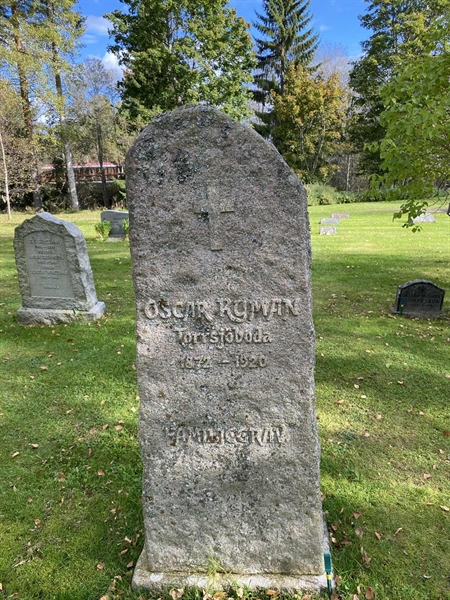 OSCAR RYMAN
Torrsjöboda
1872 — 1920
FAMILJEGRAV